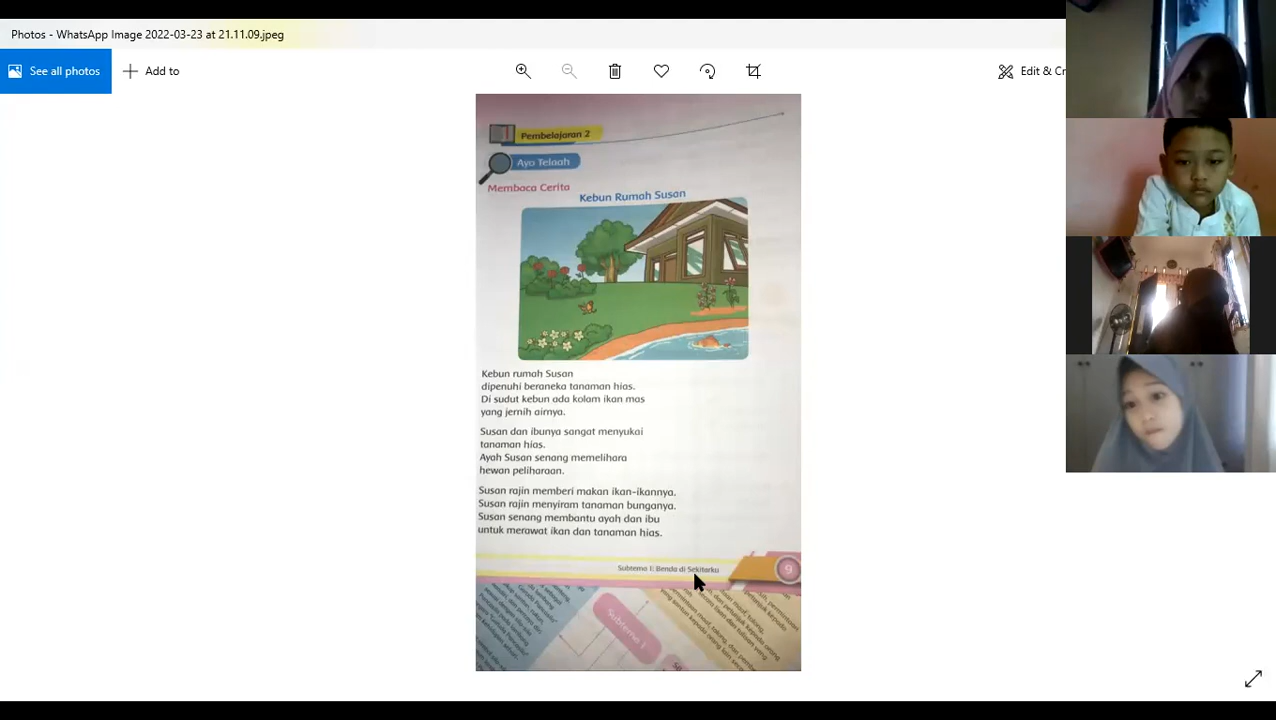 Photos - WhatsApp Image 2022-03-23 at 21.11.09.jpeg
See all photos
Add to
Edit & Cr
Pembelajaran 2
Ayo Telaah
Membaca Cerita
Kebun Rumah Susan
Kebun rumah Susan
dipenuhi beraneka tanaman hias.
Di sudut kebun ada kolam ikan mas
yang jernih airnya.
Susan dan ibunya sangat menyukai
tanaman hias.
Ayah Susan senang memelihara
hewan peliharaan.
Susan rajin memberi makan ikan-ikannya.
Susan rajin menyiram tanaman bunganya.
Susan senang membantu ayah dan ibu
untuk merawat ikan dan tanaman hias.
Subtema 1: Benda di Sekitarku
9
Subtema 1